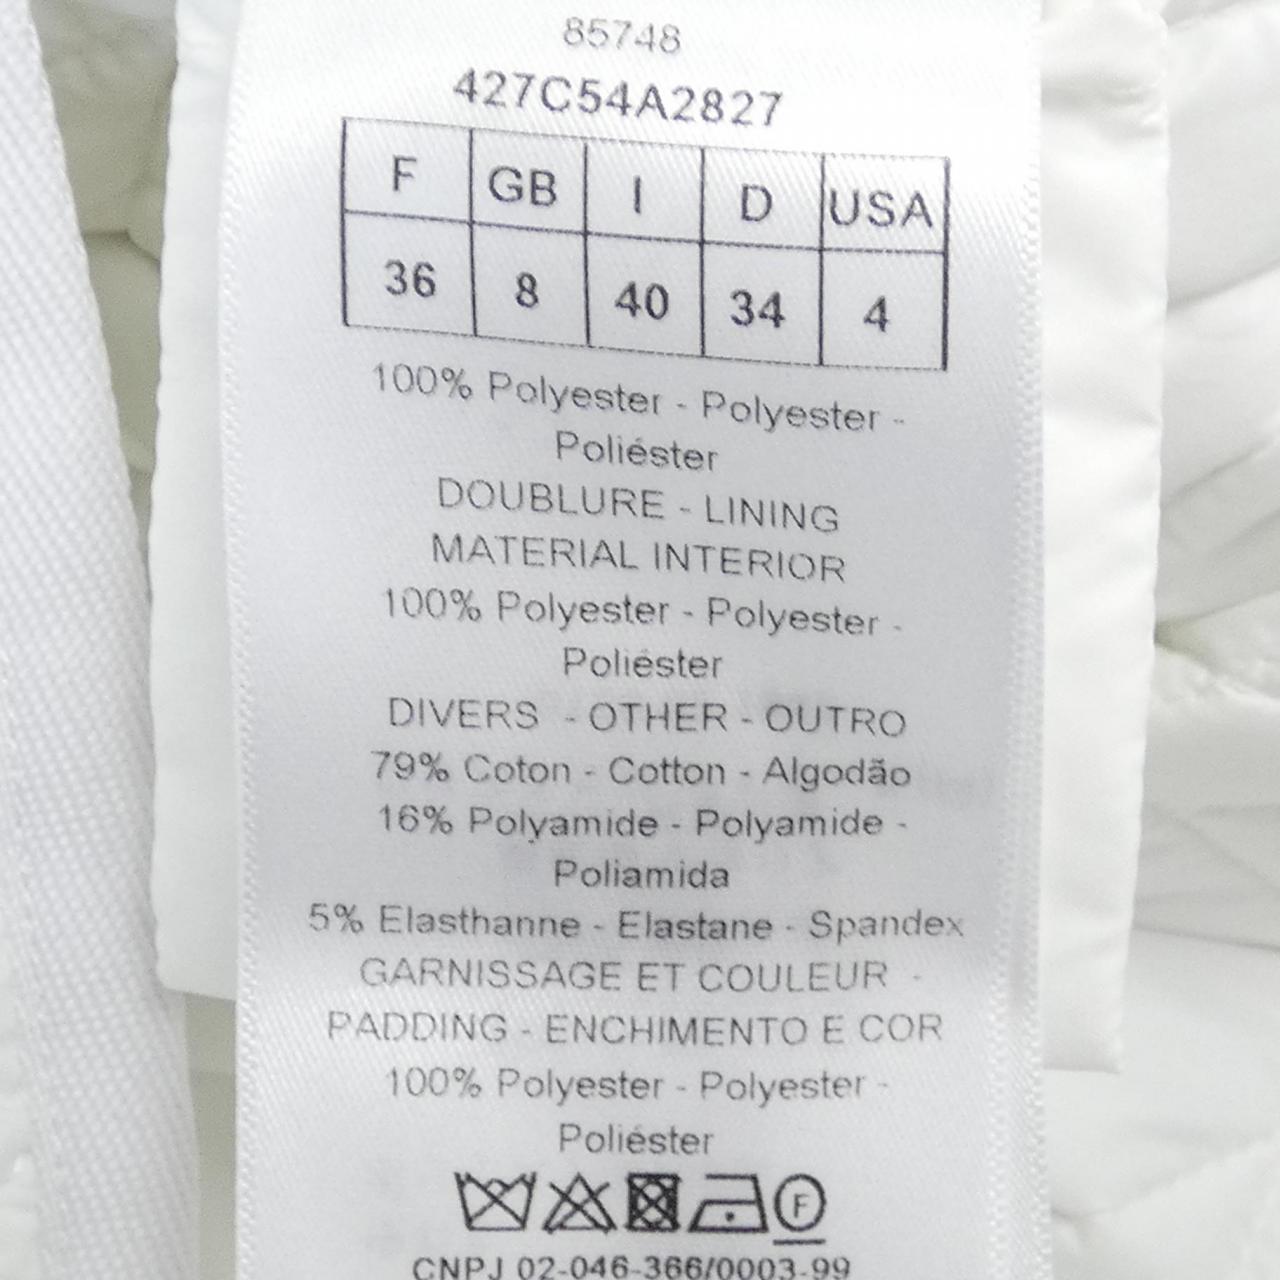 85748
427C54A2827
F GB I D USA
36 8 40 34 4
100% Polyester - Polyester -
Poliéster
DOUBLURE - LINING
MATERIAL INTERIOR
100% Polyester - Polyester -
Poliéster
DIVERS - OTHER - OUTRO
79% Coton - Cotton - Algodão
16% Polyamide - Polyamide -
Poliamida
5% Elasthanne - Elastane - Spandex
GARNISSAGE ET COULEUR -
PADDING - ENCHIMENTO E COR
100% Polyester - Polyester -
Poliéster
F
CNPJ 02-046-366/0003-99